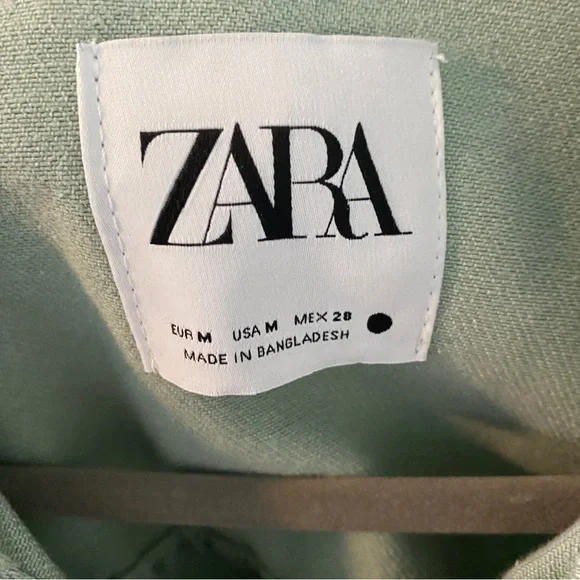 ZARA
EUR M USA M MEX 28
MADE IN BANGLADESH